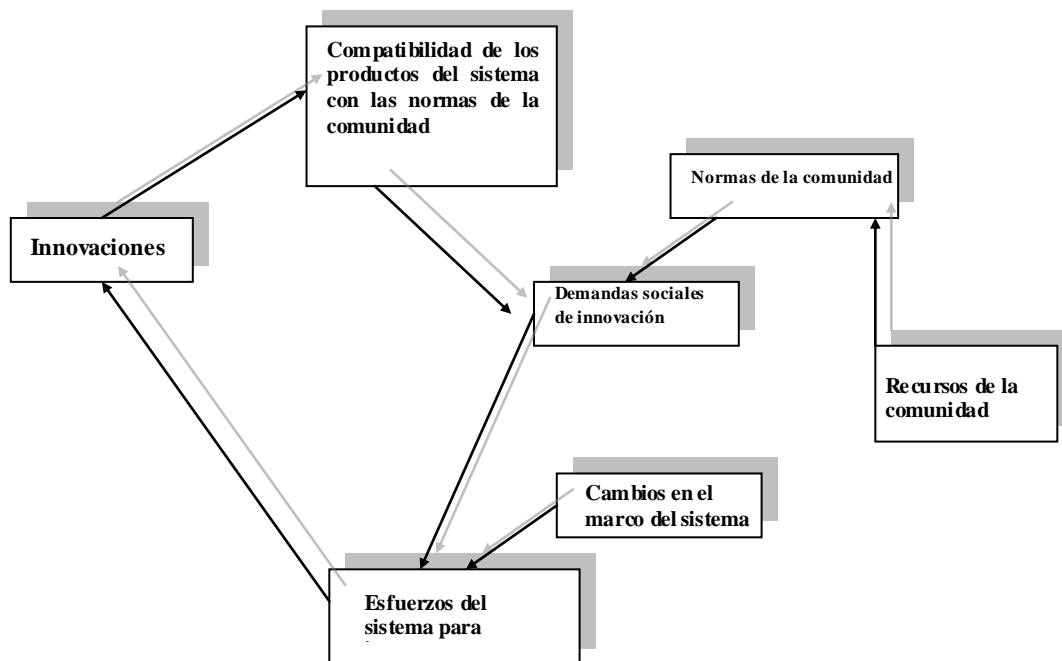 Compatibilidad de los
productos del sistema
con las normas de la
comunidad
Normas de la comunidad
Innovaciones
Demandas sociales
de innovación
Recursos de la
comunidad
Cambios en el
marco del sistema
Esfuerzos del
sistema para